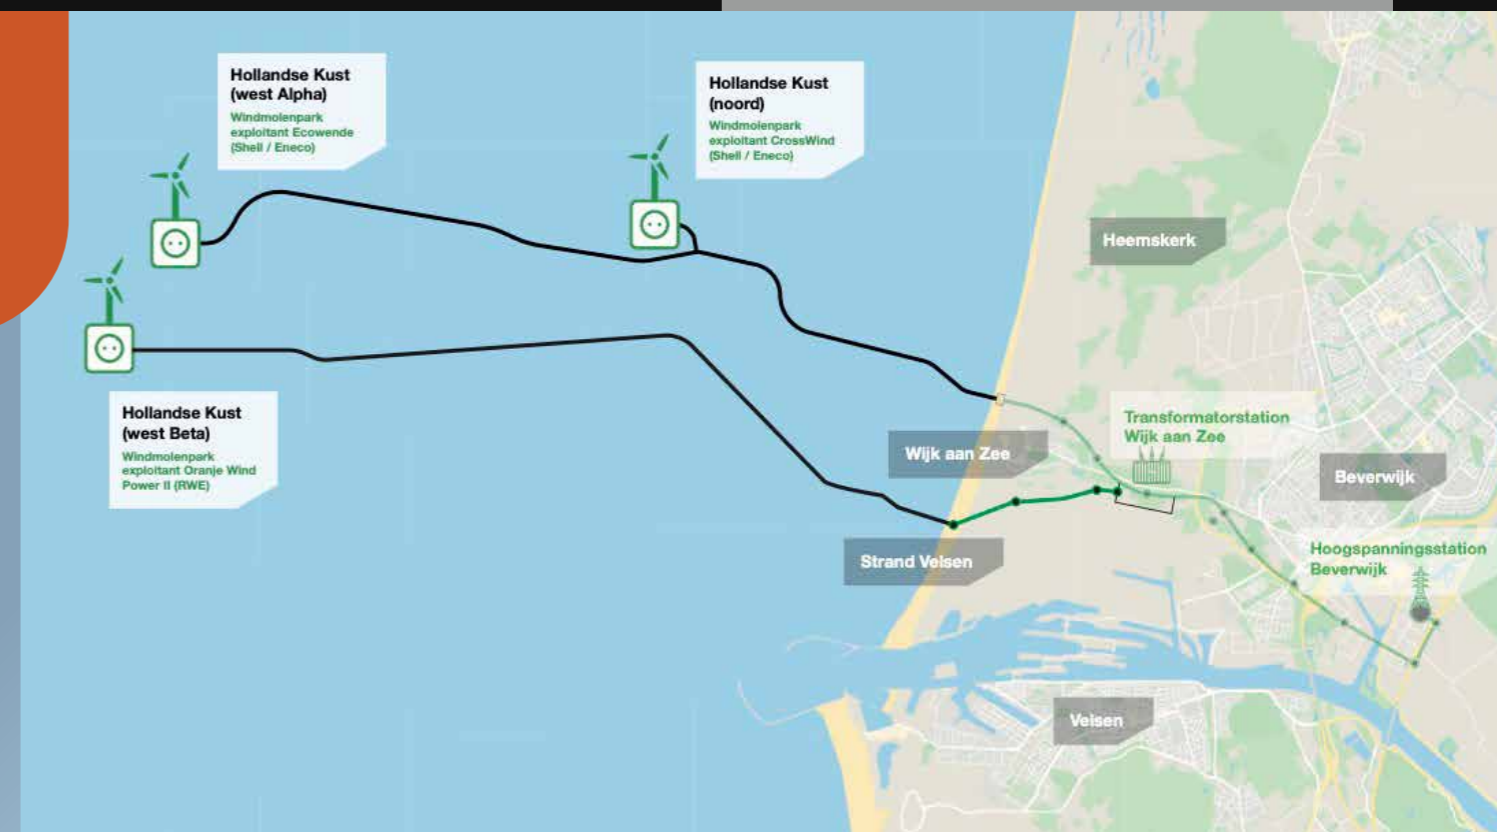 Hollandse Kust
(west Alpha)
Windmolenpark
exploitant Ecowende
(Shell / Eneco)
Hollandse Kust
(noord)
Windmolenpark
exploitant CrossWind
(Shell / Eneco)
Heemskerk
Hollandse Kust
(west Beta)
Windmolenpark
exploitant Oranje Wind
Power II (RWE)
Transformatorstation
Wijk aan Zee
Wijk aan Zee
Beverwijk
Strand Velsen
Hoogspanningsstation
Beverwijk
Velsen